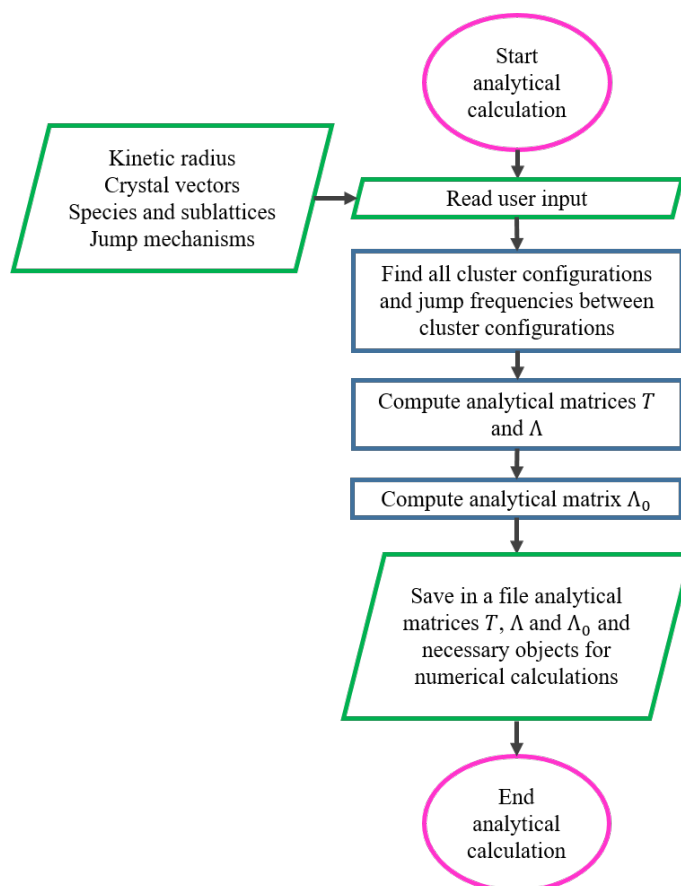 Start
analytical
calculation
Kinetic radius
Crystal vectors
Species and sublattices
Jump mechanisms
Read user input
Find all cluster configurations
and jump frequencies between
cluster configurations
Compute analytical matrices T
and Λ
Compute analytical matrix Λ₀
Save in a file analytical
matrices T, Λ and Λ₀ and
necessary objects for
numerical calculations
End
analytical
calculation